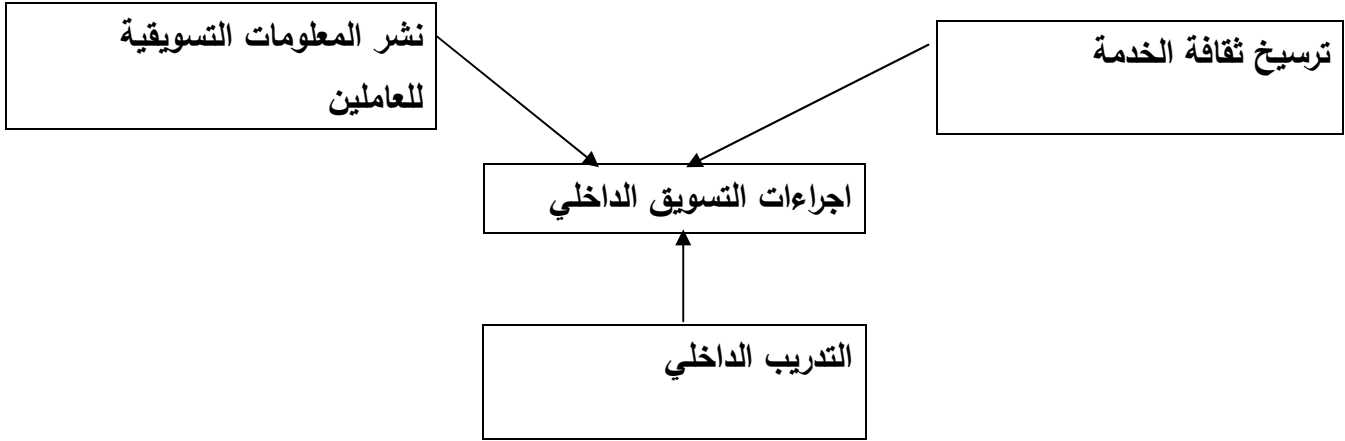 ترسيخ ثقافة الخدمة
نشر المعلومات التسويقية
للعاملين
اجراءات التسويق الداخلي
التدريب الداخلي